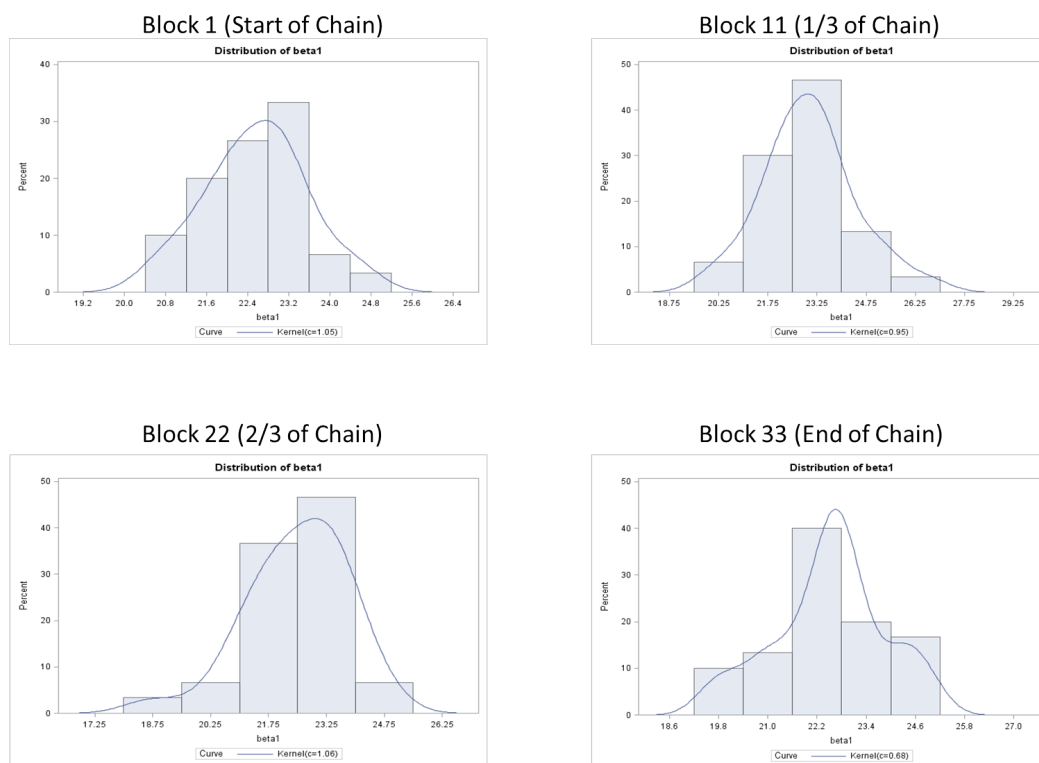 Block 1 (Start of Chain)
Distribution of beta1
40
30
20
10
0
Percent
19.2 20.0 20.8 21.6 22.4 23.2 24.0 24.8 25.6 26.4
beta1
Curve Kernel(c=1.05)
Block 11 (1/3 of Chain)
Distribution of beta1
50
40
30
20
10
0
Percent
18.75 20.25 21.75 23.25 24.75 26.25 27.75 29.25
beta1
Curve Kernel(c=0.95)
Block 22 (2/3 of Chain)
Distribution of beta1
50
40
30
20
10
0
Percent
17.25 18.75 20.25 21.75 23.25 24.75 26.25
beta1
Curve Kernel(c=1.06)
Block 33 (End of Chain)
Distribution of beta1
50
40
30
20
10
0
Percent
18.6 19.8 21.0 22.2 23.4 24.6 25.8 27.0
beta1
Curve Kernel(c=0.68)